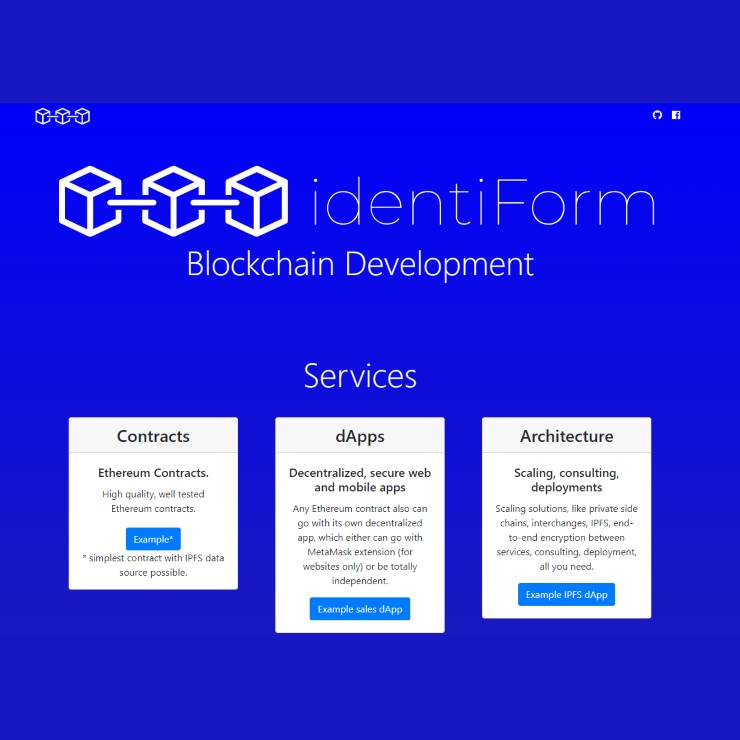 identiForm
Blockchain Development
Services
Contracts
Ethereum Contracts.
High quality, well tested
Ethereum contracts.
Example*
* simplest contract with IPFS data
source possible.
dApps
Decentralized, secure web
and mobile apps
Any Ethereum contract also can
go with its own decentralized
app, which either can go with
MetaMask extension (for
websites only) or be totally
independent.
Example sales dApp
Architecture
Scaling, consulting,
deployments
Scaling solutions, like private side
chains, interchanges, IPFS, end-
to-end encryption between
services, consulting, deployment,
all you need.
Example IPFS dApp